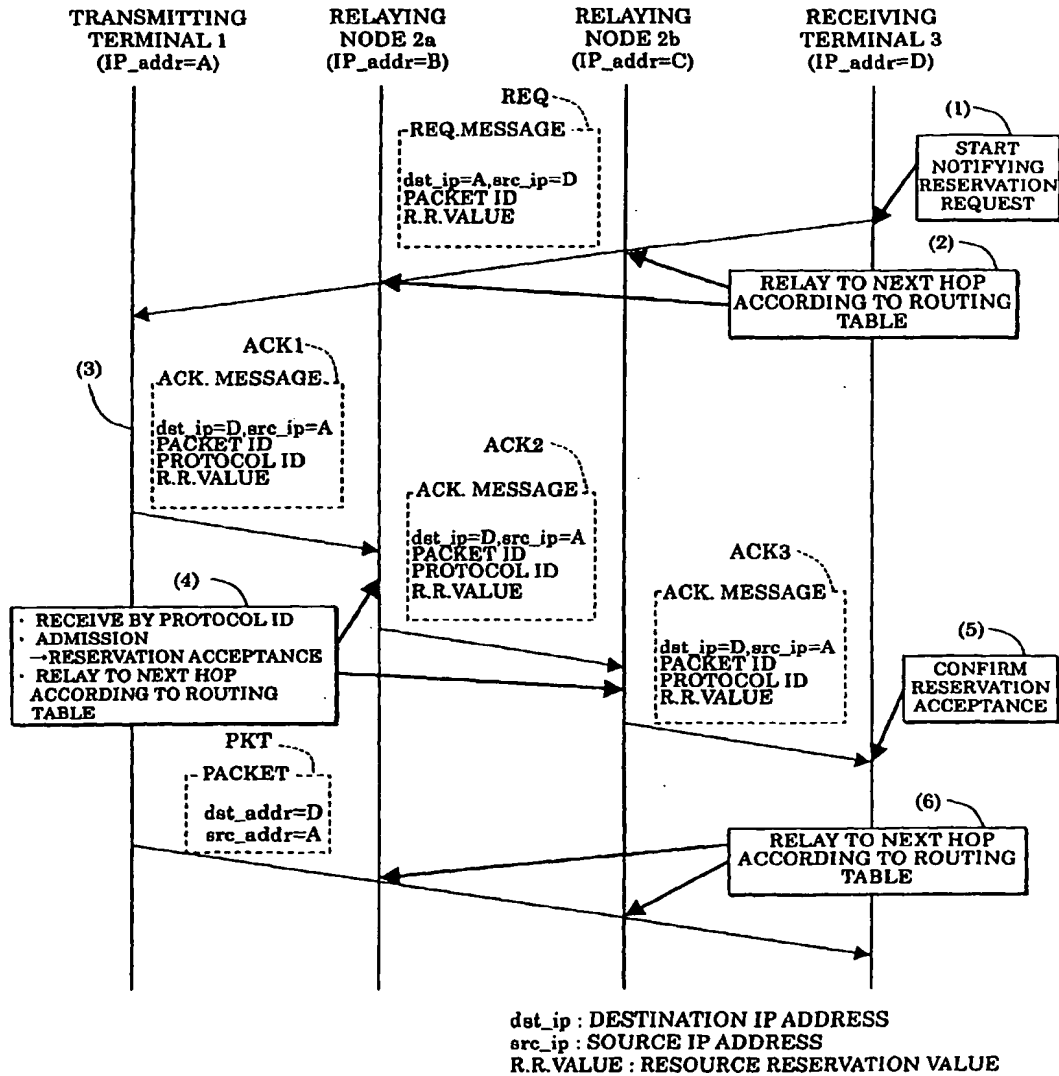 TRANSMITTING
TERMINAL 1
(IP_addr=A)
RELAYING
NODE 2a
(IP_addr=B)
RELAYING
NODE 2b
(IP_addr=C)
RECEIVING
TERMINAL 3
(IP_addr=D)
REQ
REQ.MESSAGE
dst_ip=A,src_ip=D
PACKET ID
R.R.VALUE
(1)
START
NOTIFYING
RESERVATION
REQUEST
(2)
RELAY TO NEXT HOP
ACCORDING TO ROUTING
TABLE
(3)
ACK1
ACK. MESSAGE
dst_ip=D,src_ip=A
PACKET ID
PROTOCOL ID
R.R.VALUE
ACK2
ACK. MESSAGE
dst_ip=D,src_ip=A
PACKET ID
PROTOCOL ID
R.R.VALUE
ACK3
ACK. MESSAGE
dst_ip=D,src_ip=A
PACKET ID
PROTOCOL ID
R.R.VALUE
(4)
· RECEIVE BY PROTOCOL ID
· ADMISSION
→RESERVATION ACCEPTANCE
· RELAY TO NEXT HOP
ACCORDING TO ROUTING
TABLE
(5)
CONFIRM
RESERVATION
ACCEPTANCE
PKT
PACKET
dst_addr=D
src_addr=A
(6)
RELAY TO NEXT HOP
ACCORDING TO ROUTING
TABLE
dst_ip : DESTINATION IP ADDRESS
src_ip : SOURCE IP ADDRESS
R.R.VALUE : RESOURCE RESERVATION VALUE